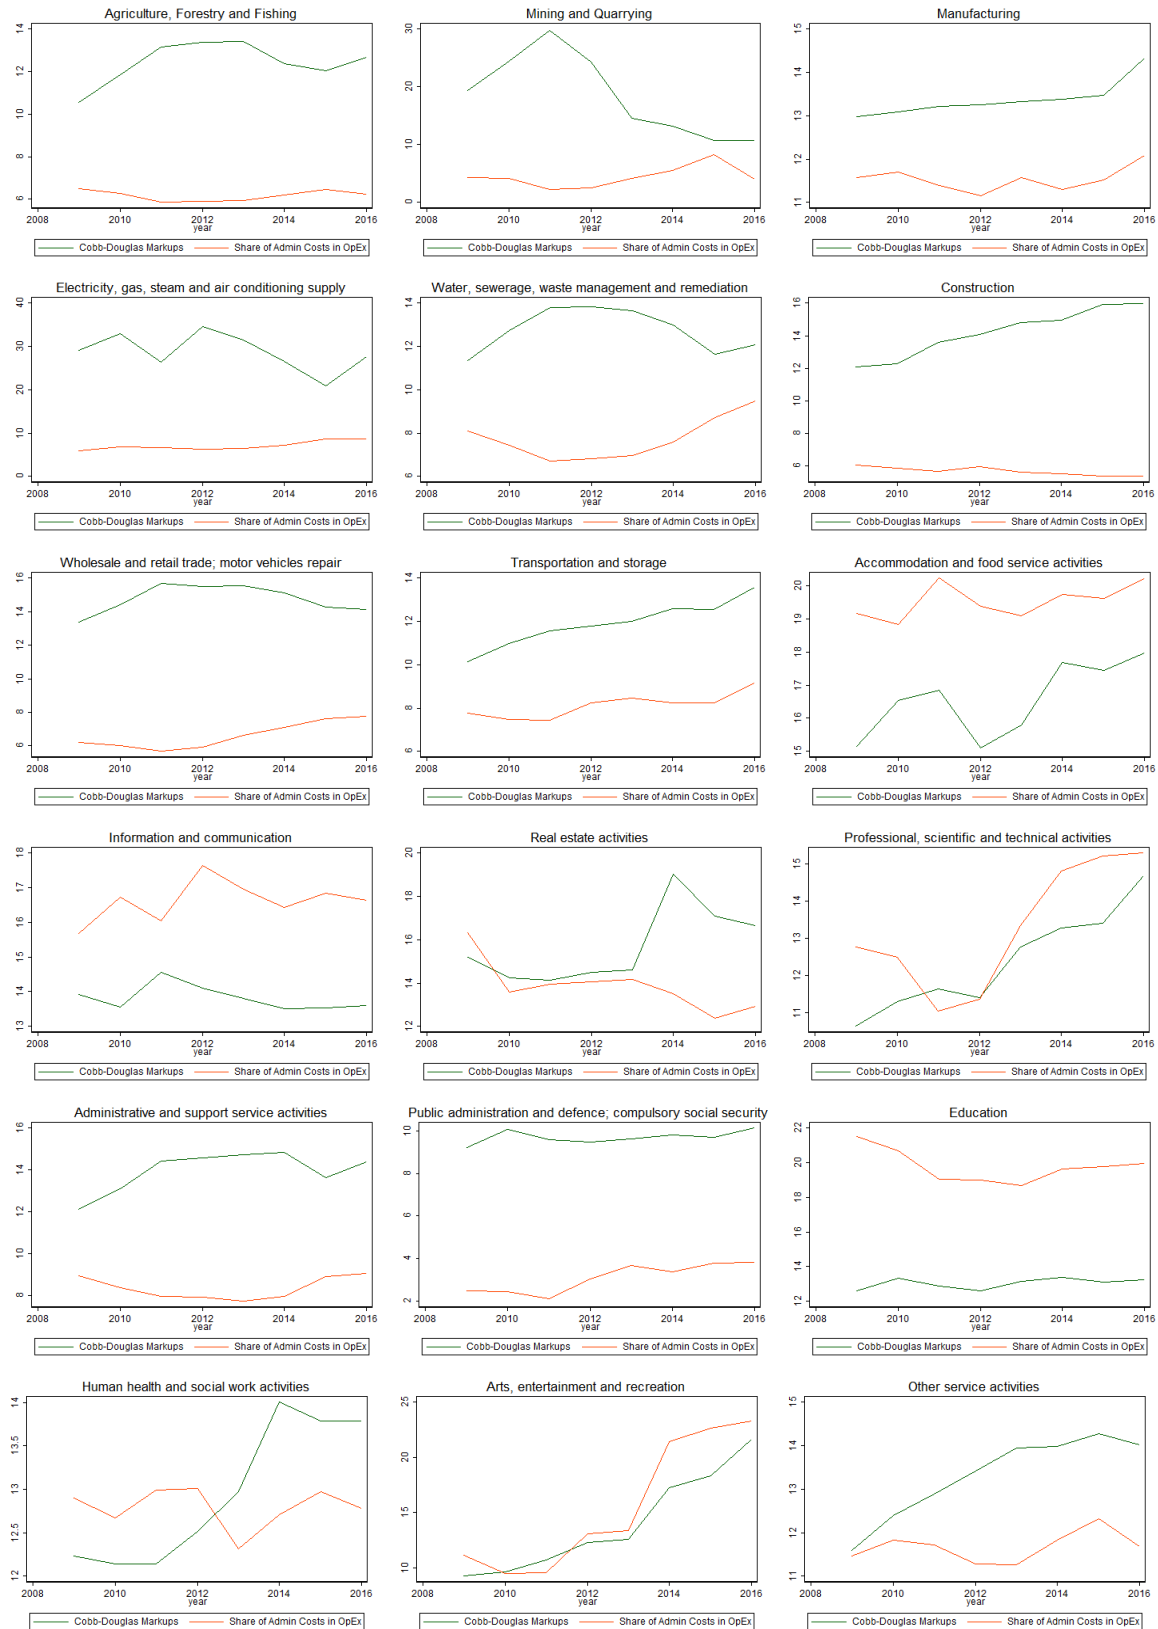 Agriculture, Forestry and Fishing
14
12
10
8
6
2008 2010 2012 2014 2016
year
Cobb-Douglas Markups Share of Admin Costs in OpEx
Mining and Quarrying
30
20
10
0
2008 2010 2012 2014 2016
year
Cobb-Douglas Markups Share of Admin Costs in OpEx
Manufacturing
15
14
13
12
11
2008 2010 2012 2014 2016
year
Cobb-Douglas Markups Share of Admin Costs in OpEx
Electricity, gas, steam and air conditioning supply
40
30
20
10
0
2008 2010 2012 2014 2016
year
Cobb-Douglas Markups Share of Admin Costs in OpEx
Water, sewerage, waste management and remediation
14
12
10
8
6
2008 2010 2012 2014 2016
year
Cobb-Douglas Markups Share of Admin Costs in OpEx
Construction
16
14
12
10
8
6
2008 2010 2012 2014 2016
year
Cobb-Douglas Markups Share of Admin Costs in OpEx
Wholesale and retail trade; motor vehicles repair
16
14
12
10
8
6
2008 2010 2012 2014 2016
year
Cobb-Douglas Markups Share of Admin Costs in OpEx
Transportation and storage
14
12
10
8
6
2008 2010 2012 2014 2016
year
Cobb-Douglas Markups Share of Admin Costs in OpEx
Accommodation and food service activities
20
19
18
17
16
15
2008 2010 2012 2014 2016
year
Cobb-Douglas Markups Share of Admin Costs in OpEx
Information and communication
18
17
16
15
14
13
2008 2010 2012 2014 2016
year
Cobb-Douglas Markups Share of Admin Costs in OpEx
Real estate activities
20
18
16
14
12
2008 2010 2012 2014 2016
year
Cobb-Douglas Markups Share of Admin Costs in OpEx
Professional, scientific and technical activities
15
14
13
12
11
2008 2010 2012 2014 2016
year
Cobb-Douglas Markups Share of Admin Costs in OpEx
Administrative and support service activities
16
14
12
10
8
2008 2010 2012 2014 2016
year
Cobb-Douglas Markups Share of Admin Costs in OpEx
Public administration and defence; compulsory social security
10
8
6
4
2
2008 2010 2012 2014 2016
year
Cobb-Douglas Markups Share of Admin Costs in OpEx
Education
22
20
18
16
14
12
2008 2010 2012 2014 2016
year
Cobb-Douglas Markups Share of Admin Costs in OpEx
Human health and social work activities
14
13.5
13
12.5
12
2008 2010 2012 2014 2016
year
Cobb-Douglas Markups Share of Admin Costs in OpEx
Arts, entertainment and recreation
25
20
15
10
2008 2010 2012 2014 2016
year
Cobb-Douglas Markups Share of Admin Costs in OpEx
Other service activities
15
14
13
12
11
2008 2010 2012 2014 2016
year
Cobb-Douglas Markups Share of Admin Costs in OpEx